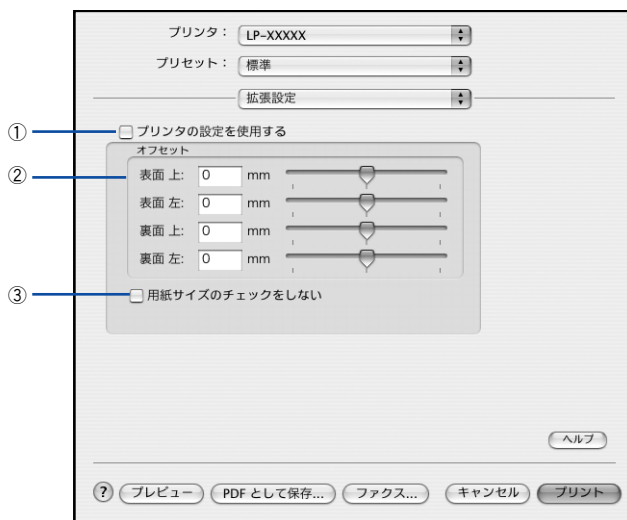 プリンタ： LP-XXXXX
プリセット： 標準
拡張設定
① プリンタの設定を使用する
オフセット
② 表面 上: 0 mm
表面 左: 0 mm
裏面 上: 0 mm
裏面 左: 0 mm
③ 用紙サイズのチェックをしない
ヘルプ
? プレビュー PDF として保存... ファクス... キャンセル プリント